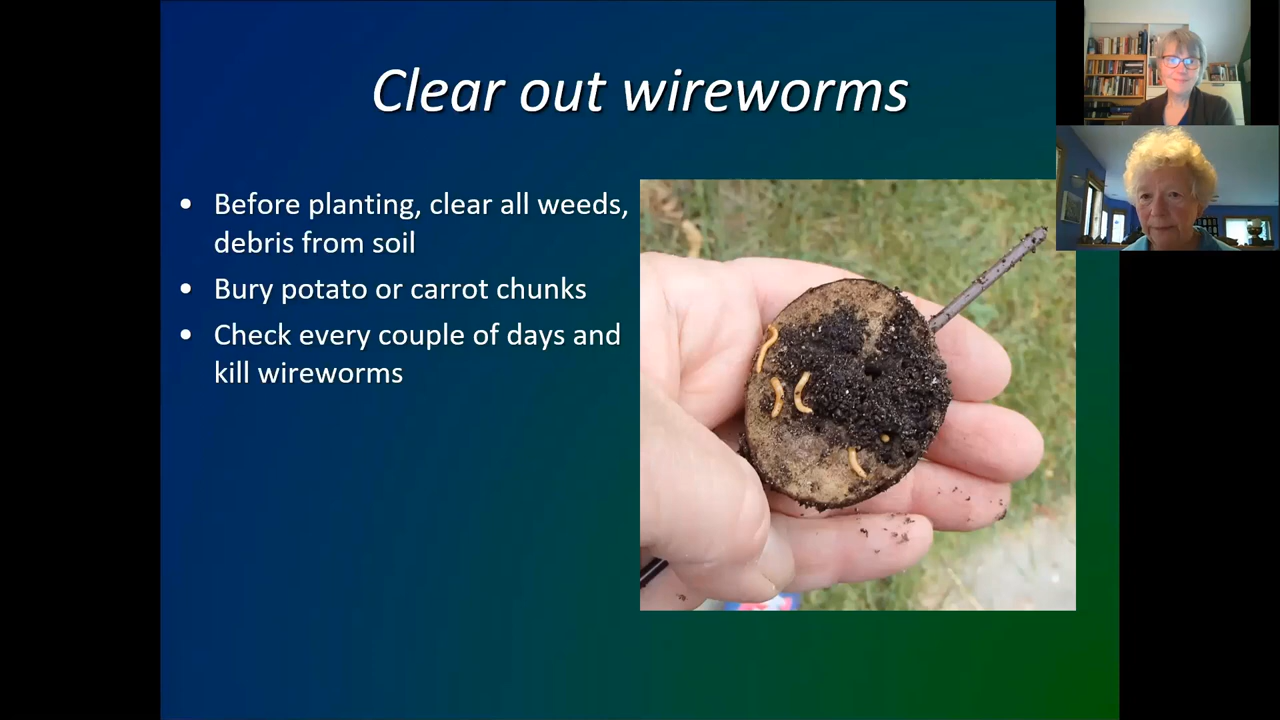 Clear out wireworms
• Before planting, clear all weeds,
debris from soil
• Bury potato or carrot chunks
• Check every couple of days and
kill wireworms